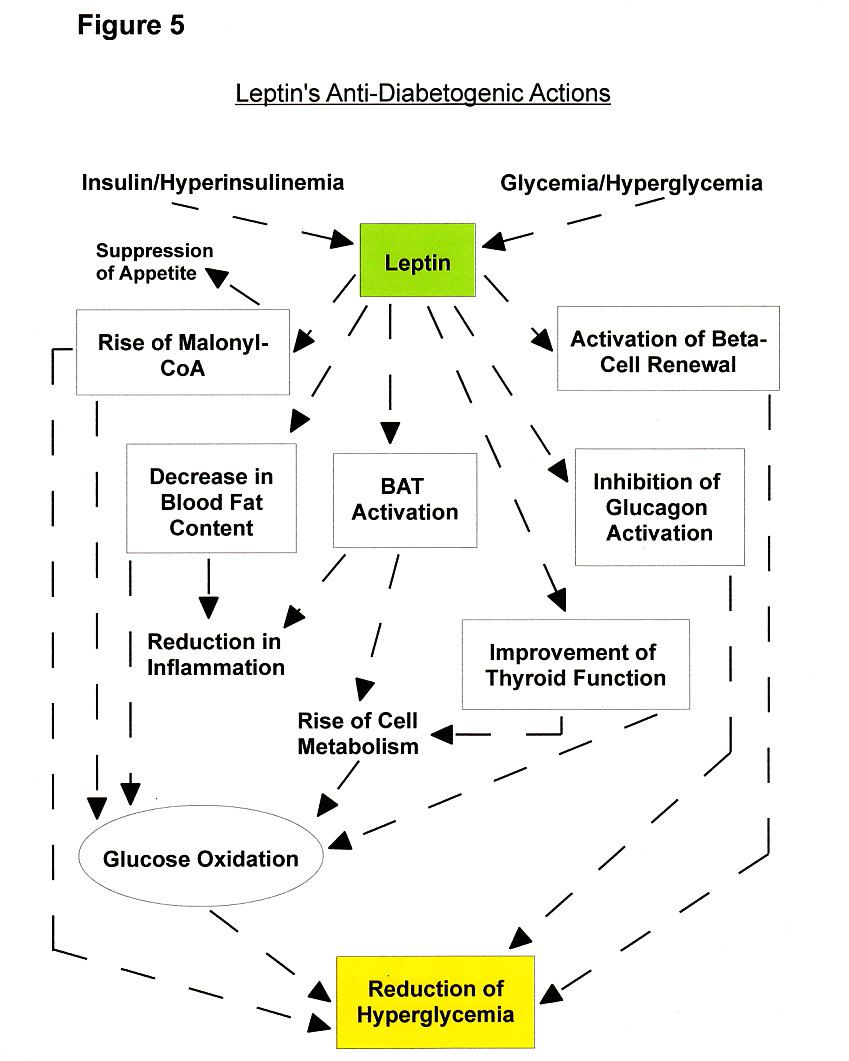 Figure 5
Leptin's Anti-Diabetogenic Actions
Insulin/Hyperinsulinemia
Glycemia/Hyperglycemia
Leptin
Suppression
of Appetite
Rise of Malonyl-
CoA
Activation of Beta-
Cell Renewal
Decrease in
Blood Fat
Content
BAT
Activation
Inhibition of
Glucagon
Activation
Reduction in
Inflammation
Improvement of
Thyroid Function
Rise of Cell
Metabolism
Glucose Oxidation
Reduction of
Hyperglycemia